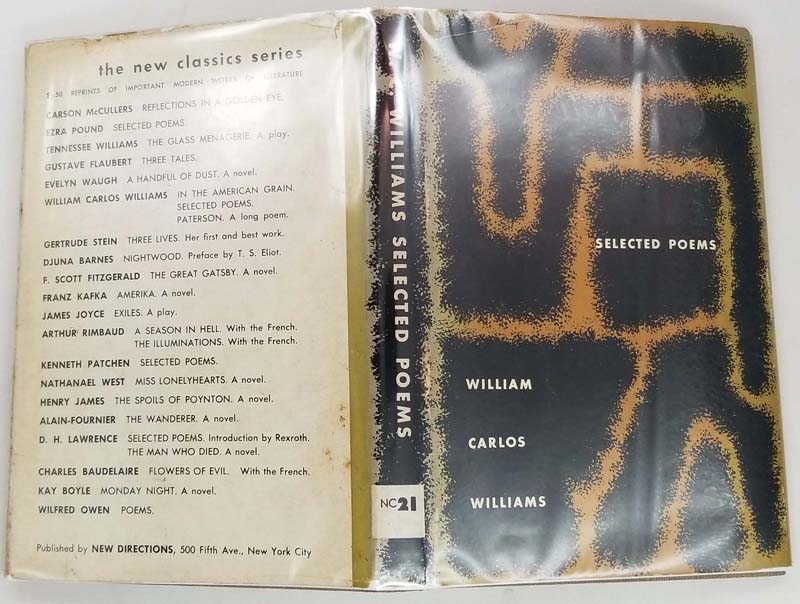 the new classics series
$1.50 REPRINTS OF IMPORTANT MODERN WORKS OF LITERATURE
CARSON McCULLERS REFLECTIONS IN A GOLDEN EYE.
EZRA POUND SELECTED POEMS.
TENNESSEE WILLIAMS THE GLASS MENAGERIE. A play.
GUSTAVE FLAUBERT THREE TALES.
EVELYN WAUGH A HANDFUL OF DUST. A novel.
WILLIAM CARLOS WILLIAMS IN THE AMERICAN GRAIN.
SELECTED POEMS.
PATERSON. A long poem.
GERTRUDE STEIN THREE LIVES. Her first and best work.
DJUNA BARNES NIGHTWOOD. Preface by T. S. Eliot.
F. SCOTT FITZGERALD THE GREAT GATSBY. A novel.
FRANZ KAFKA AMERIKA. A novel.
JAMES JOYCE EXILES. A play.
ARTHUR RIMBAUD A SEASON IN HELL. With the French.
THE ILLUMINATIONS. With the French.
KENNETH PATCHEN SELECTED POEMS.
NATHANAEL WEST MISS LONELYHEARTS. A novel.
HENRY JAMES THE SPOILS OF POYNTON. A novel.
ALAIN-FOURNIER THE WANDERER. A novel.
D. H. LAWRENCE SELECTED POEMS. Introduction by Rexroth.
THE MAN WHO DIED. A novel.
CHARLES BAUDELAIRE FLOWERS OF EVIL. With the French.
KAY BOYLE MONDAY NIGHT. A novel.
WILFRED OWEN POEMS.
Published by NEW DIRECTIONS, 500 Fifth Ave., New York City
WILLIAMS SELECTED POEMS
NC21
SELECTED POEMS
WILLIAM
CARLOS
WILLIAMS